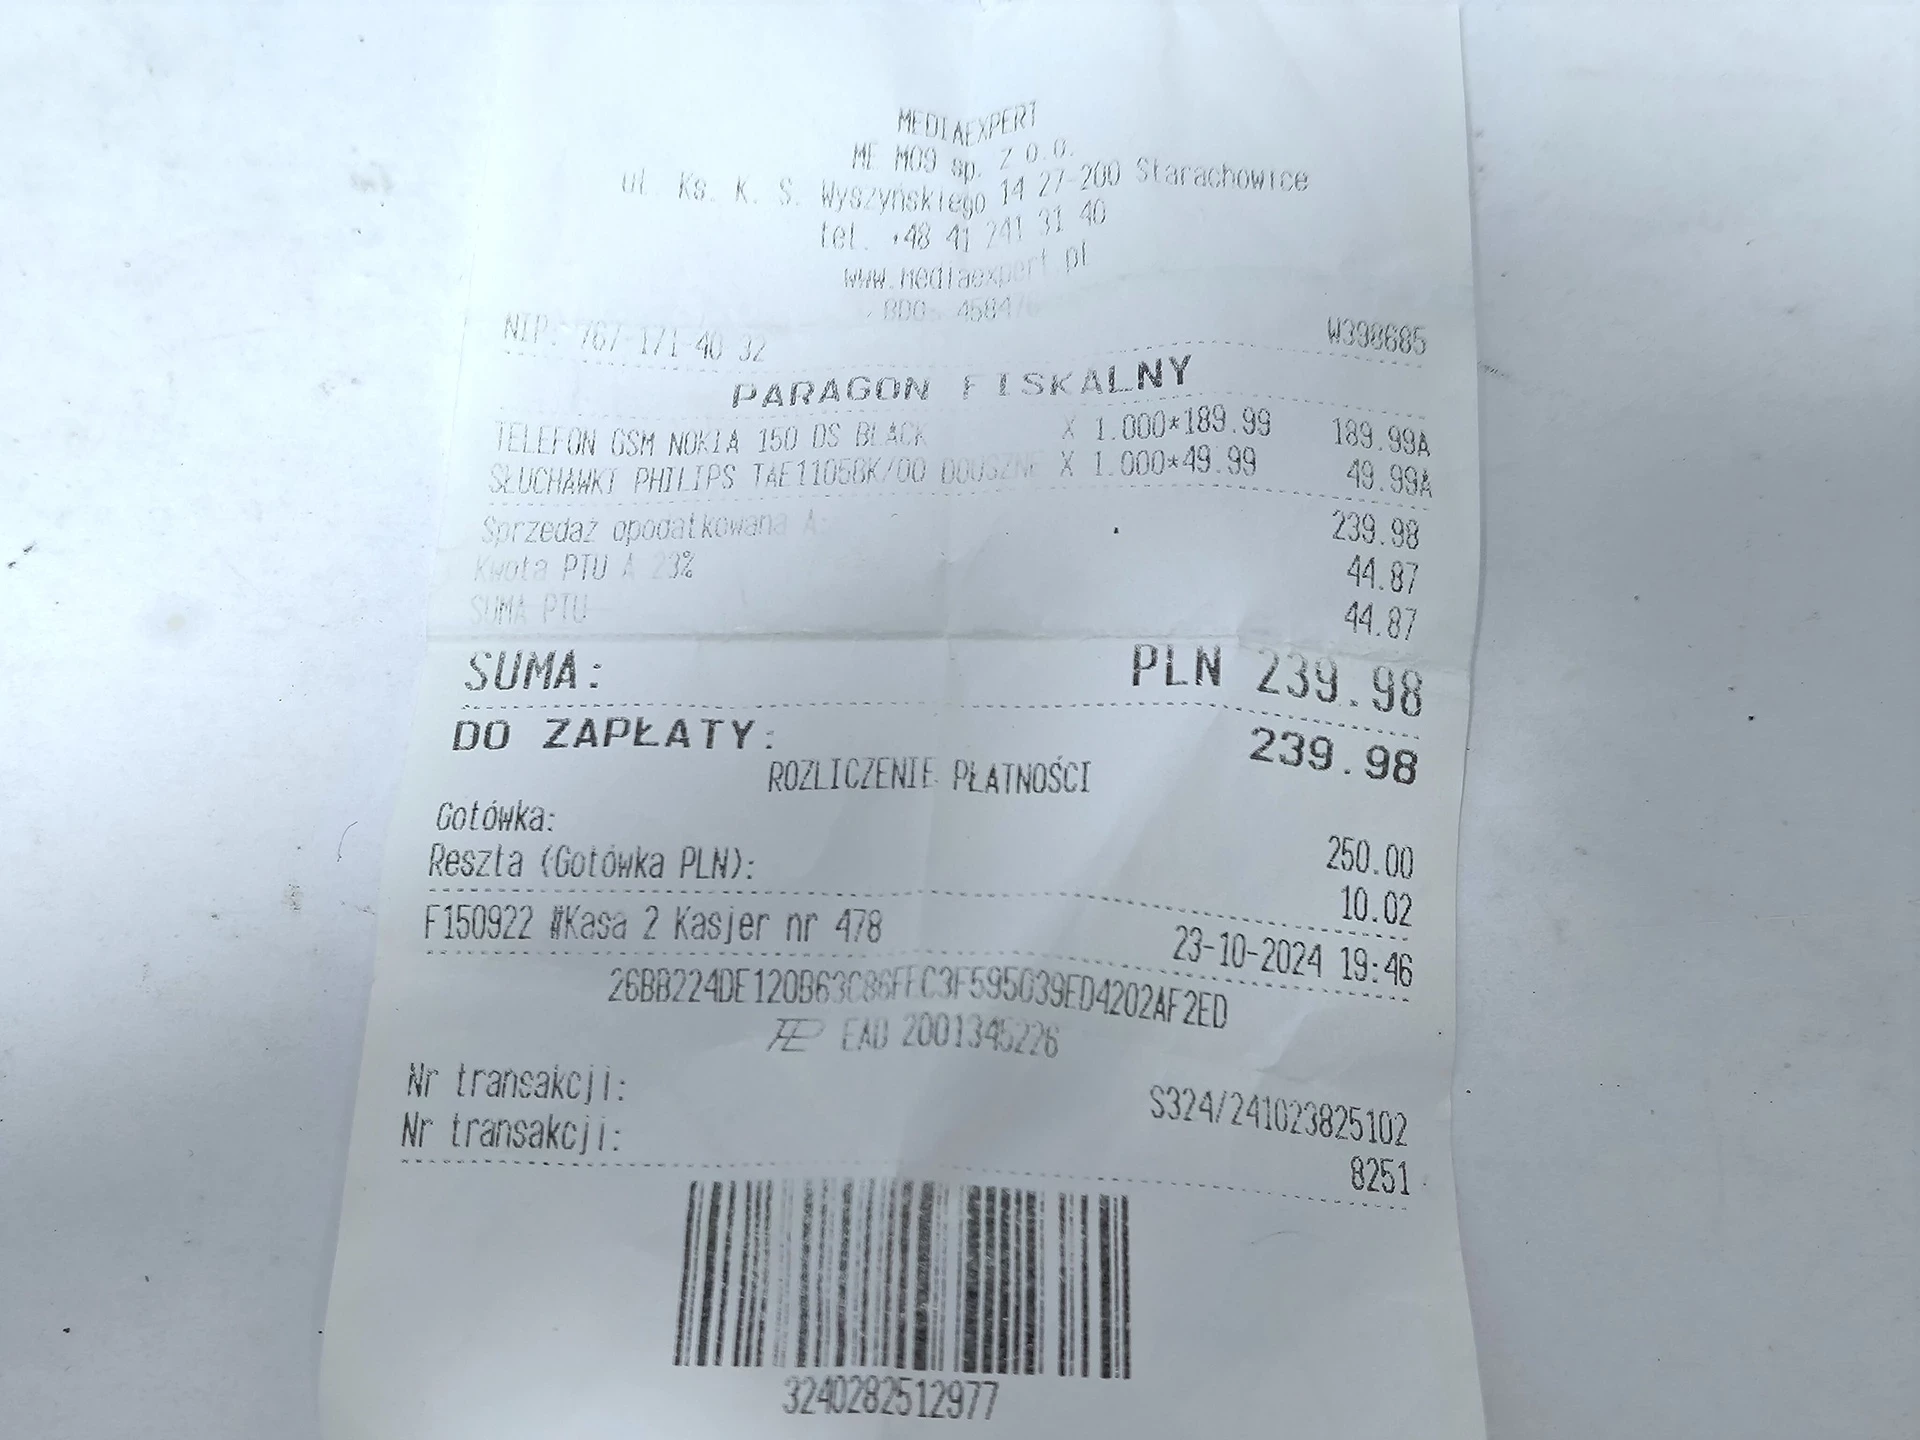 MEDIAEXPERT
ME M09 sp. z o.o.
ul. Ks. K. S. Wyszyńskiego 14 27-200 Starachowice
tel. +48 41 241 31 40
www.mediaexpert.pl
BDO:
NIP: 767-171-40-32 W398685
PARAGON FISKALNY
TELEFON GSM NOKIA 150 DS BLACK X 1.000*189.99 189.99A
SŁUCHAWKI PHILIPS TAE1105BK/00 DOUSZNE X 1.000*49.99 49.99A
Sprzedaż opodatkowana A: 239.98
Kwota PTU A 23% 44.87
SUMA PTU 44.87
SUMA: PLN 239.98
DO ZAPŁATY: 239.98
ROZLICZENIE PŁATNOŚCI
Gotówka: 250.00
Reszta (Gotówka PLN): 10.02
F150922 #Kasa 2 Kasjer nr 478 23-10-2024 19:46
EAD 2001345226
Nr transakcji: S324/241023825102
Nr transakcji: 8251
3240282512977